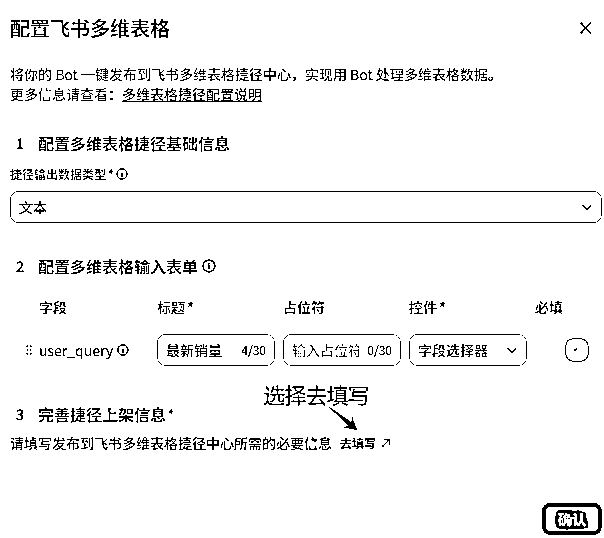 配置飞书多维表格
将你的 Bot 一键发布到飞书多维表格捷径中心，实现用 Bot 处理多维表格数据。
更多信息请查看：多维表格捷径配置说明
1 配置多维表格捷径基础信息
捷径输出数据类型*
文本
2 配置多维表格输入表单
字段 标题* 占位符 控件* 必填
user_query 最新销量 4/30 输入占位符 0/30 字段选择器
选择去填写
3 完善捷径上架信息*
请填写发布到飞书多维表格捷径中心所需的必要信息 去填写
确认